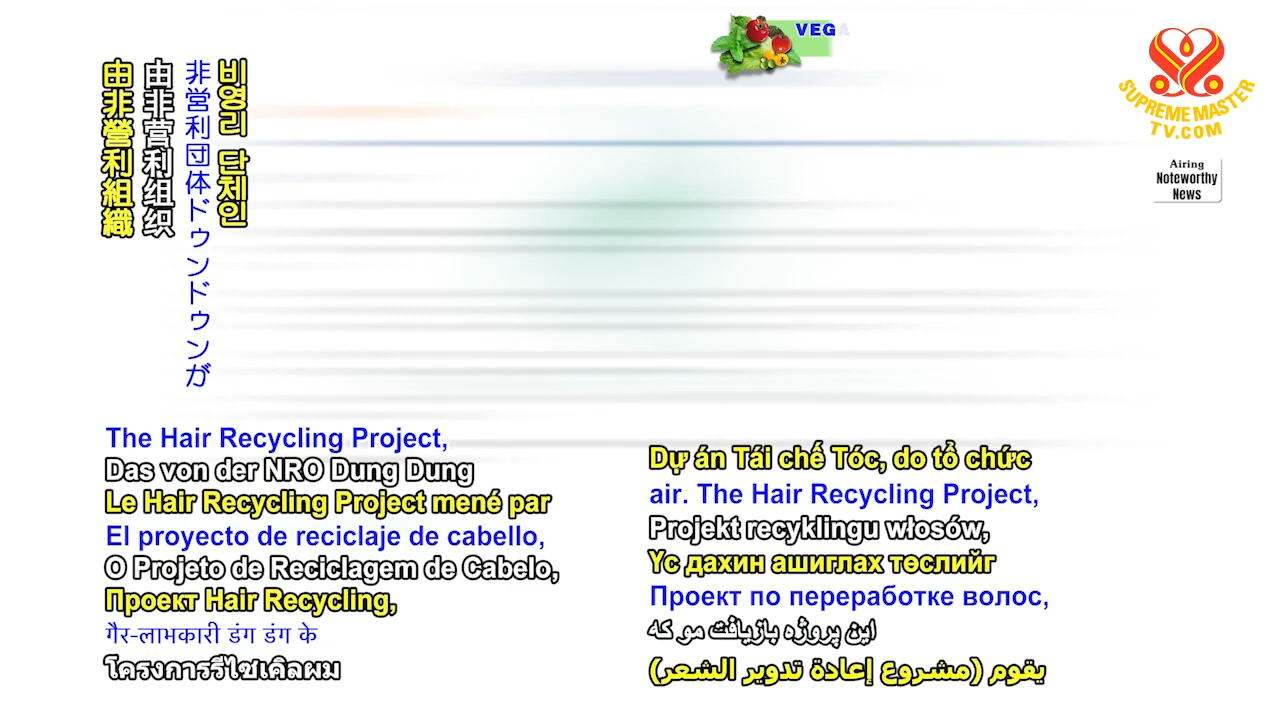 VEGA
SUPREME MASTER
TV.COM
Airing
Noteworthy
News
비영리 단체인
非営利団体ドゥンドゥンが
由非营利组织
由非營利組織
The Hair Recycling Project,
Das von der NRO Dung Dung
Le Hair Recycling Project mené par
El proyecto de reciclaje de cabello,
O Projeto de Reciclagem de Cabelo,
Проект Hair Recycling,
गैर-लाभकारी डंग डंग के
โครงการรีไซเคิลผม
Dự án Tái chế Tóc, do tổ chức
air. The Hair Recycling Project,
Projekt recyklingu włosów,
Үс дахин ашиглах төслийг
Проект по переработке волос,
این پروژه بازیافت مو که
يقوم (مشروع إعادة تدوير الشعر)